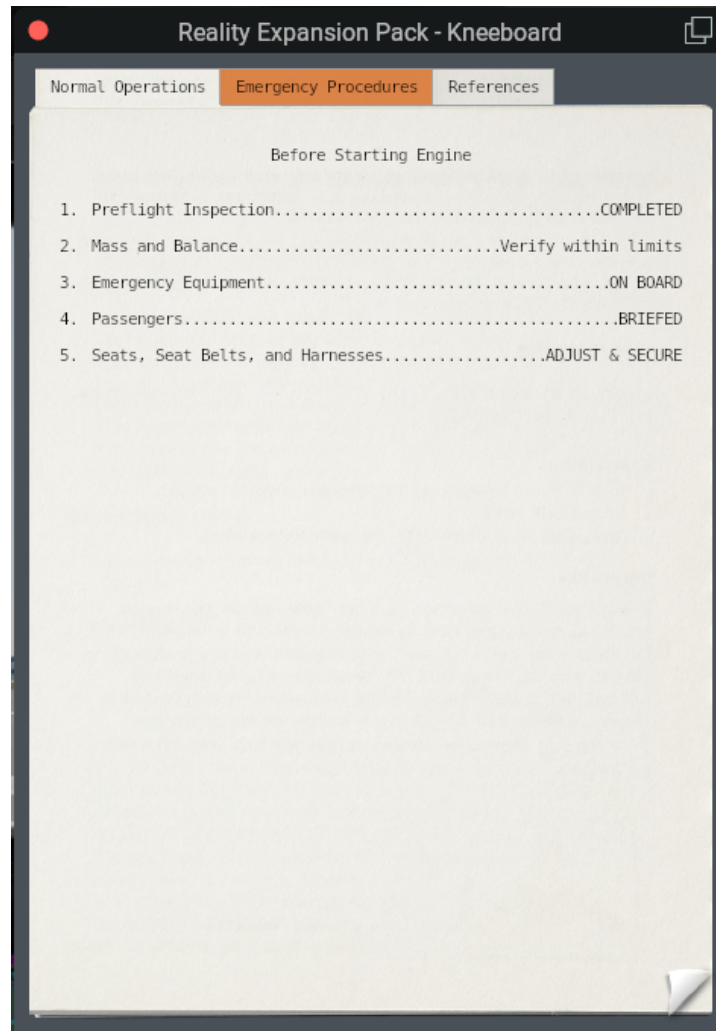 Reality Expansion Pack - Kneeboard
Normal Operations Emergency Procedures References
Before Starting Engine
1. Preflight Inspection....................................COMPLETED
2. Mass and Balance.............................Verify within limits
3. Emergency Equipment......................................ON BOARD
4. Passengers................................................BRIEFED
5. Seats, Seat Belts, and Harnesses..................ADJUST & SECURE